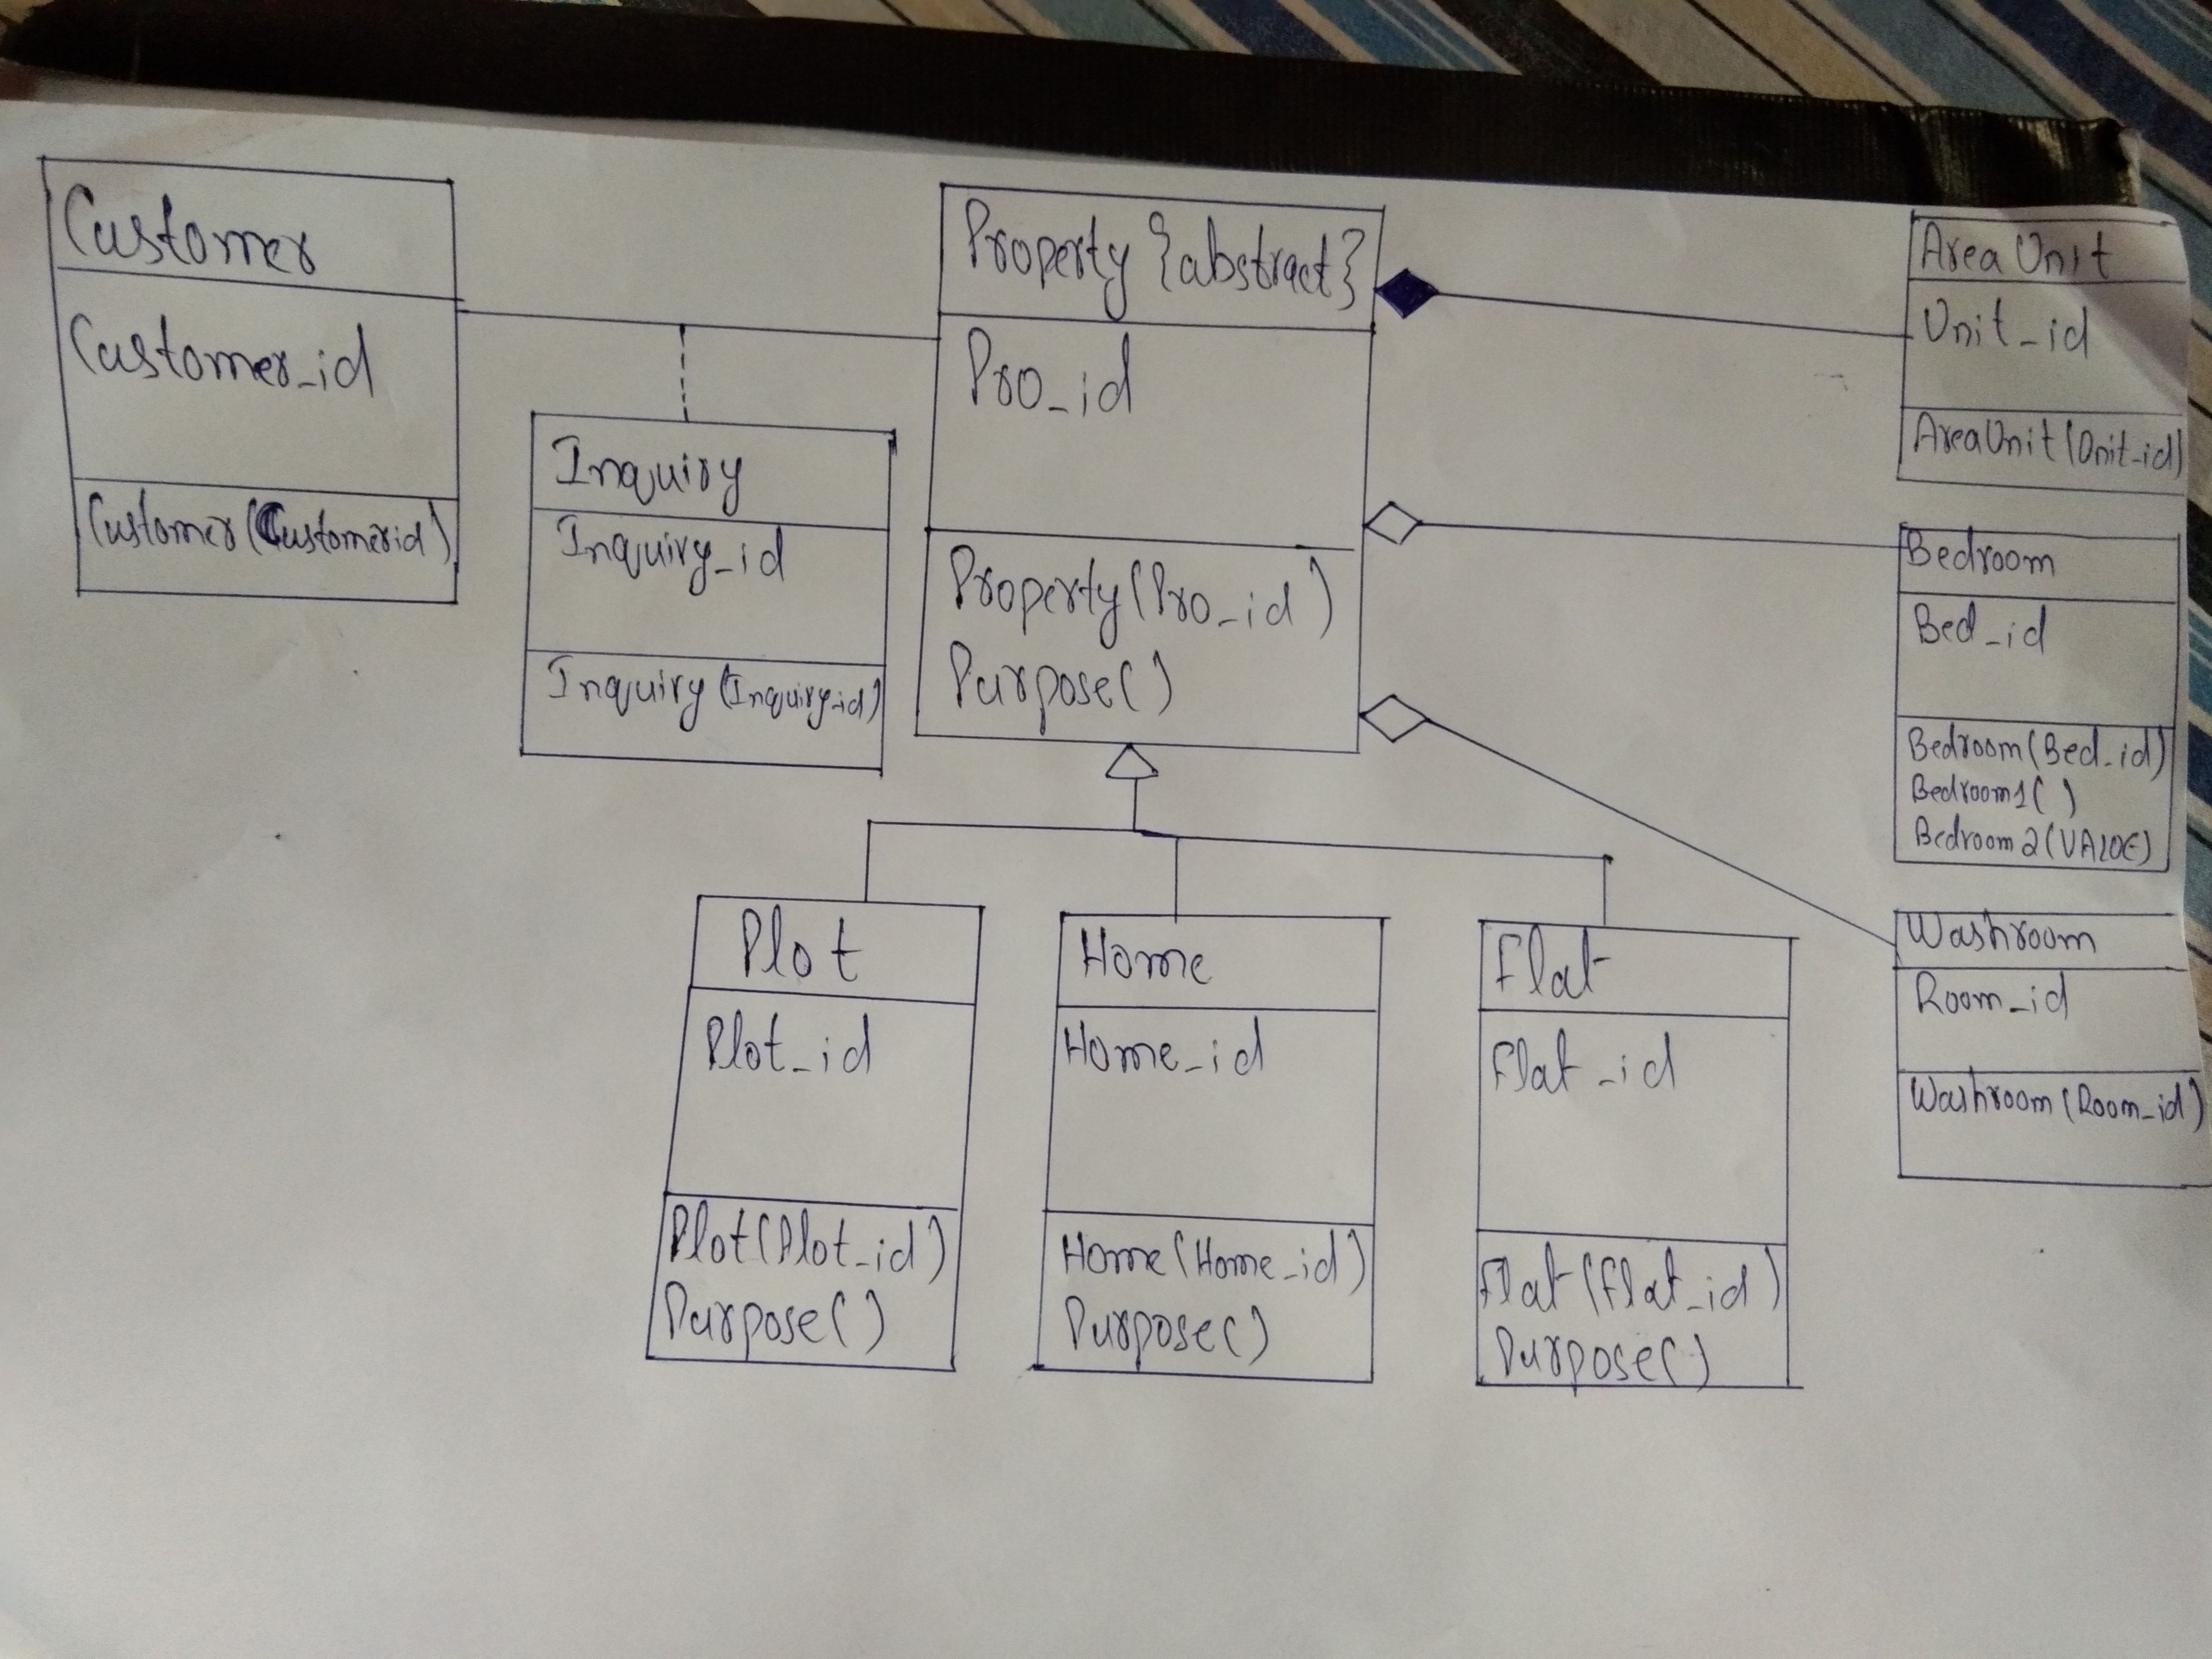 Customer
Customer_id
Customer(Customerid)
Inquiry
Inquiry_id
Inquiry(Inquiry_id)
Property {abstract}
Pro_id
Property(Pro_id)
Purpose()
Area Unit
Unit_id
AreaUnit(Unit_id)
Bedroom
Bed_id
Bedroom(Bed_id)
Bedroom1()
Bedroom2(VALUE)
Washroom
Room_id
Washroom(Room_id)
Plot
Plot_id
Plot(Plot_id)
Purpose()
Home
Home_id
Home(Home_id)
Purpose()
Flat
Flat_id
Flat(Flat_id)
Purpose()